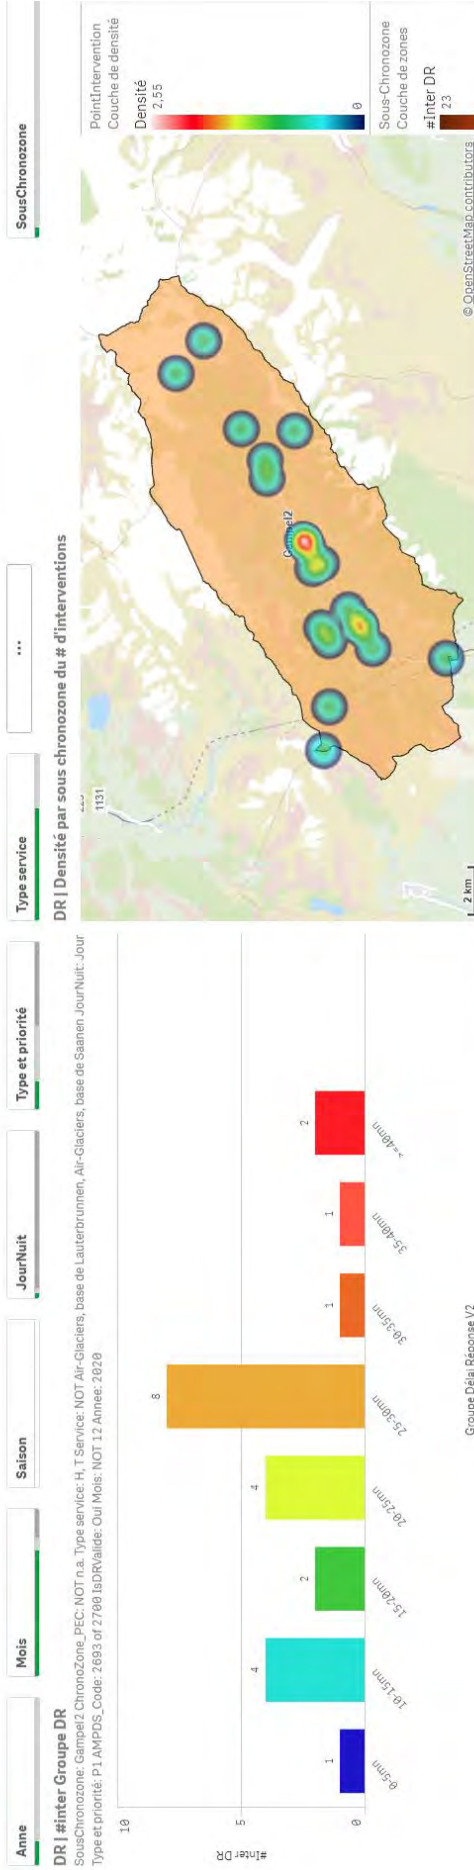 Anne
Mois
Saison
JourNuit
Type et priorité
Type service
...
SousChronozone
DR | #inter Groupe DR
SousChronozone: Gampel2 ChronoZone_PEC: NOT n.a. Type service: H, T Service: NOT Air-Glaciers, base de Lauterbrunnen, Air-Glaciers, base de Saanen JourNuit: Jour
Type et priorité: P1 AMPDS_Code: 2693 of 2700 IsDRValide: Oui Mois: NOT 12 Annee: 2020
#Inter DR
10
5
0
1
4
2
4
8
1
1
2
0-5mn
10-15mn
15-20mn
20-25mn
25-30mn
30-35mn
35-40mn
>=40mn
Groupe Délai Réponse V2
DR | Densité par sous chronozone du # d'interventions
1131
Gampel2
2 km
© OpenStreetMap contributors
PointIntervention
Couche de densité
Densité
2,55
0
Sous-Chronozone
Couche de zones
#Inter DR
23